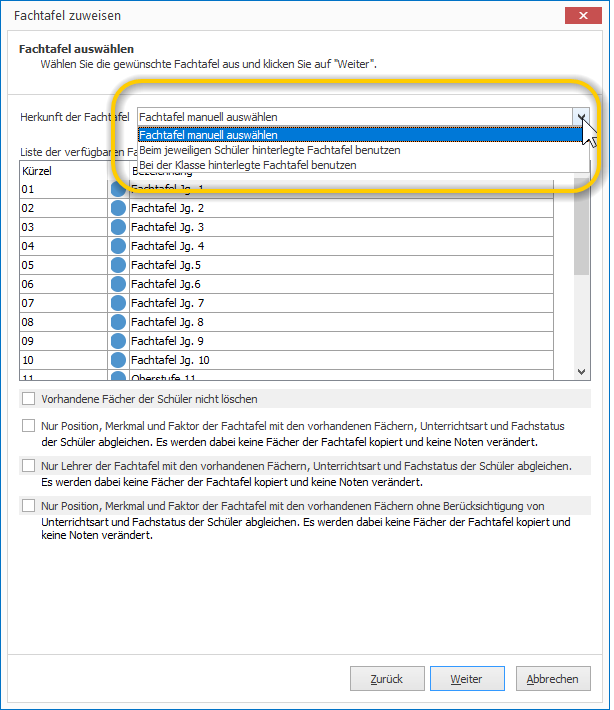 Fachtafel zuweisen
Fachtafel auswählen
Wählen Sie die gewünschte Fachtafel aus und klicken Sie auf "Weiter".
Herkunft der Fachtafel Fachtafel manuell auswählen
Fachtafel manuell auswählen
Beim jeweiligen Schüler hinterlegte Fachtafel benutzen
Bei der Klasse hinterlegte Fachtafel benutzen
Liste der verfügbaren Fa
Kürzel Bezeichnung
01 Fachtafel Jg. 1
02 Fachtafel Jg. 2
03 Fachtafel Jg. 3
04 Fachtafel Jg. 4
05 Fachtafel Jg.5
06 Fachtafel Jg.6
07 Fachtafel Jg. 7
08 Fachtafel Jg. 8
09 Fachtafel Jg. 9
10 Fachtafel Jg. 10
11 Oberstufe 11
Vorhandene Fächer der Schüler nicht löschen
Nur Position, Merkmal und Faktor der Fachtafel mit den vorhandenen Fächern, Unterrichtsart und Fachstatus
der Schüler abgleichen. Es werden dabei keine Fächer der Fachtafel kopiert und keine Noten verändert.
Nur Lehrer der Fachtafel mit den vorhandenen Fächern, Unterrichtsart und Fachstatus der Schüler abgleichen.
Es werden dabei keine Fächer der Fachtafel kopiert und keine Noten verändert.
Nur Position, Merkmal und Faktor der Fachtafel mit den vorhandenen Fächern ohne Berücksichtigung von
Unterrichtsart und Fachstatus der Schüler abgleichen. Es werden dabei keine Fächer der Fachtafel kopiert und
keine Noten verändert.
Zurück Weiter Abbrechen